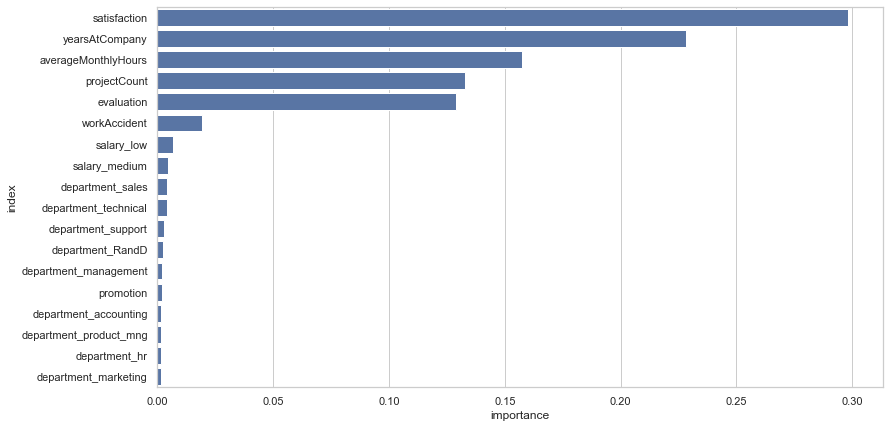 satisfaction
yearsAtCompany
averageMonthlyHours
projectCount
evaluation
workAccident
salary_low
salary_medium
department_sales
department_technical
department_support
department_RandD
department_management
promotion
department_accounting
department_product_mng
department_hr
department_marketing
index
0.00 0.05 0.10 0.15 0.20 0.25 0.30
importance